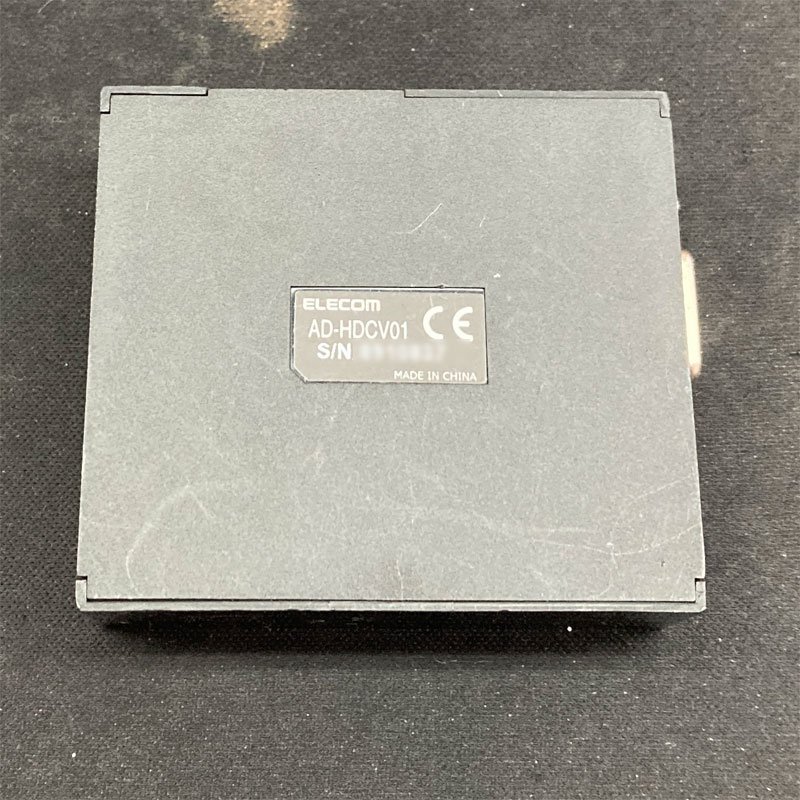 ELECOM
AD-HDCV01 CE
S/N
MADE IN CHINA